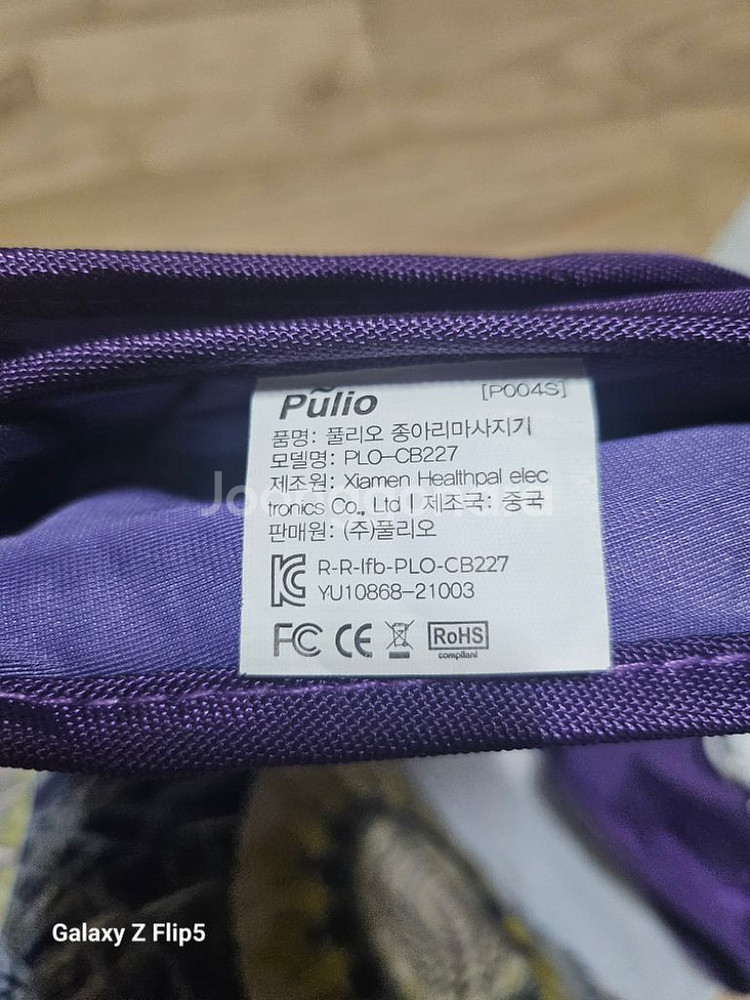 Pulio [P004S]
품명: 풀리오 종아리마사지기
모델명: PLO-CB227
제조원: Xiamen Healthpal elec
tronics Co., Ltd | 제조국: 중국
판매원: (주)풀리오
R-R-lfb-PLO-CB227
YU10868-21003
FC CE RoHS
compliant
Galaxy Z Flip5